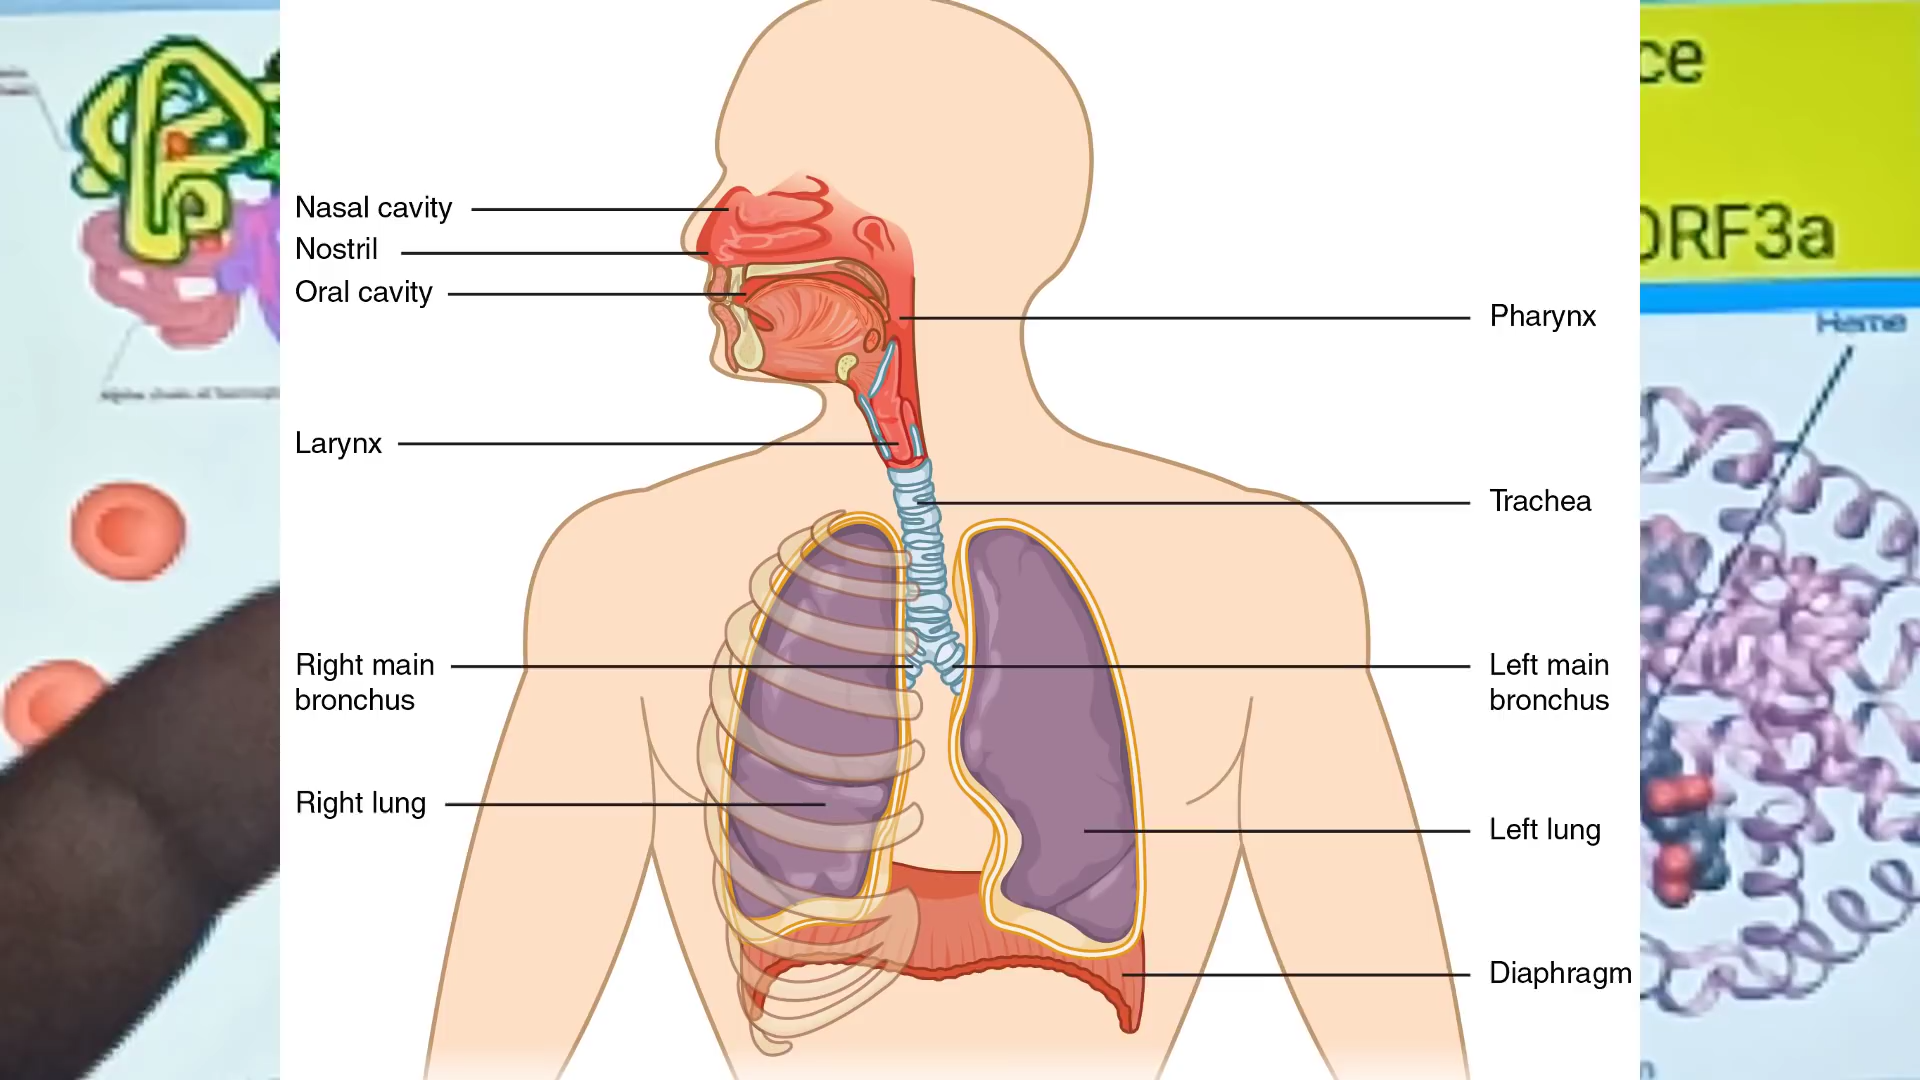 Nasal cavity
Nostril
Oral cavity
Larynx
Right main
bronchus
Right lung
Pharynx
Trachea
Left main
bronchus
Left lung
Diaphragm
ce
ORF3a
Heme